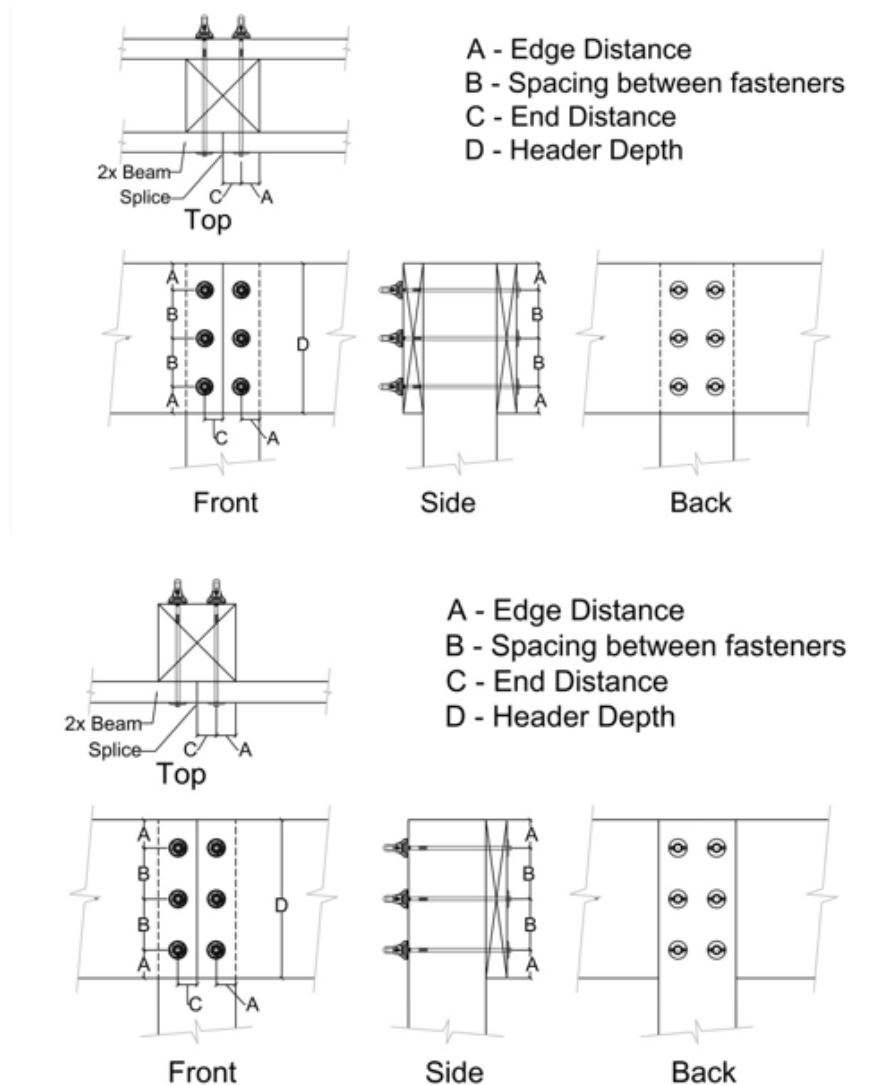 A - Edge Distance
B - Spacing between fasteners
C - End Distance
D - Header Depth
2x Beam
Splice
C
A
Top
A
B
B
A
D
C
A
A
B
B
A
Front
Side
Back
A - Edge Distance
B - Spacing between fasteners
C - End Distance
D - Header Depth
2x Beam
Splice
C
A
Top
A
B
B
A
D
C
A
A
B
B
A
Front
Side
Back